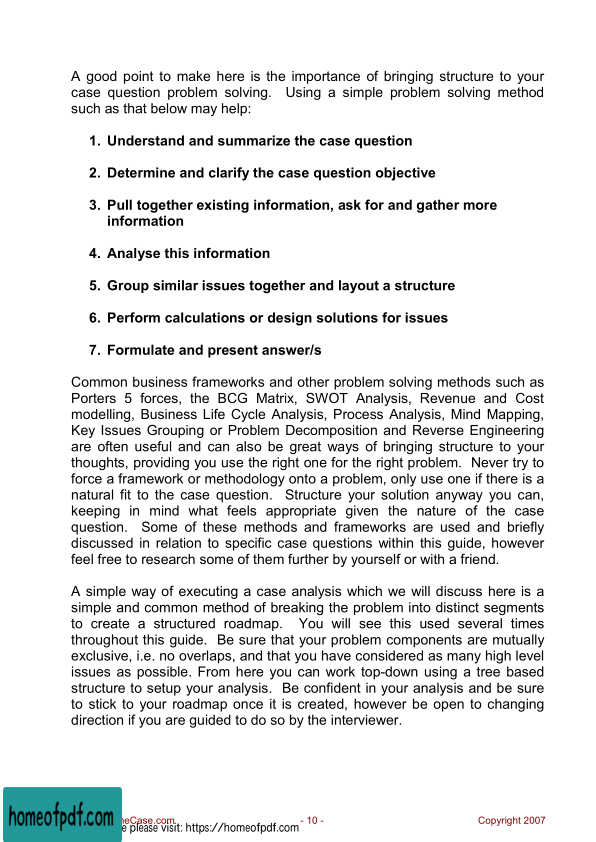 A good point to make here is the importance of bringing structure to your
case question problem solving.  Using a simple problem solving method
such as that below may help:
1. Understand and summarize the case question
2. Determine and clarify the case question objective
3. Pull together existing information, ask for and gather more
information
4. Analyse this information
5. Group similar issues together and layout a structure
6. Perform calculations or design solutions for issues
7. Formulate and present answer/s
Common business frameworks and other problem solving methods such as
Porters 5 forces, the BCG Matrix, SWOT Analysis, Revenue and Cost
modelling, Business Life Cycle Analysis, Process Analysis, Mind Mapping,
Key Issues Grouping or Problem Decomposition and Reverse Engineering
are often useful and can also be great ways of bringing structure to your
thoughts, providing you use the right one for the right problem.  Never try to
force a framework or methodology onto a problem, only use one if there is a
natural fit to the case question.  Structure your solution anyway you can,
keeping in mind what feels appropriate given the nature of the case
question.  Some of these methods and frameworks are used and briefly
discussed in relation to specific case questions within this guide, however
feel free to research some of them further by yourself or with a friend.
A simple way of executing a case analysis which we will discuss here is a
simple and common method of breaking the problem into distinct segments
to create a structured roadmap.  You will see this used several times
throughout this guide.  Be sure that your problem components are mutually
exclusive, i.e. no overlaps, and that you have considered as many high level
issues as possible. From here you can work top-down using a tree based
structure to setup your analysis.  Be confident in your analysis and be sure
to stick to your roadmap once it is created, however be open to changing
direction if you are guided to do so by the interviewer.
homeofpdf.com
neCase.com - 10 - Copyright 2007
e please visit: https://homeofpdf.com